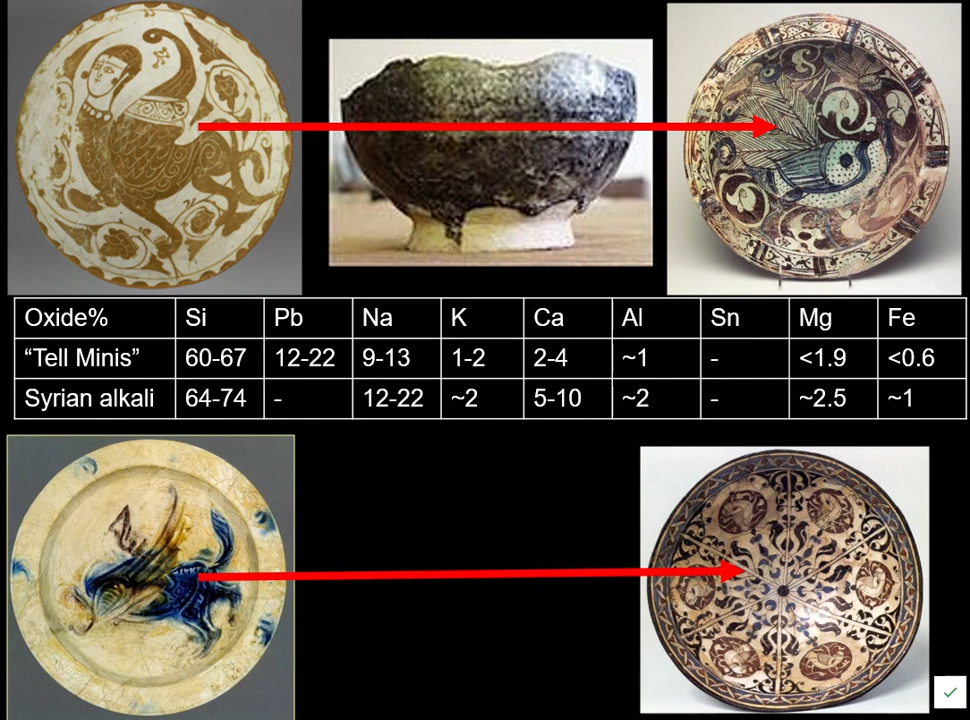 Oxide% Si Pb Na K Ca Al Sn Mg Fe
“Tell Minis” 60-67 12-22 9-13 1-2 2-4 ~1 - <1.9 <0.6
Syrian alkali 64-74 - 12-22 ~2 5-10 ~2 - ~2.5 ~1